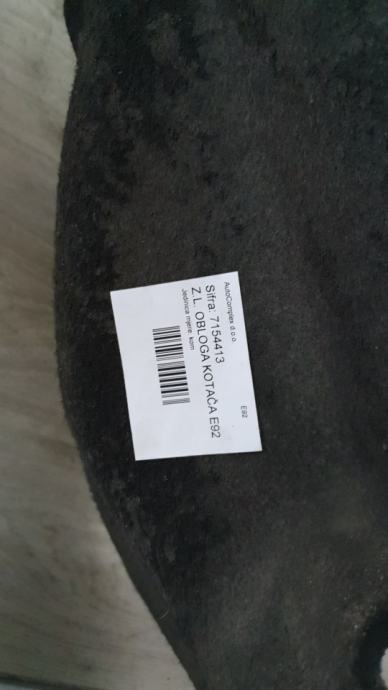 AutoComplex d.o.o.
E92
Šifra: 7154413
Z.L. OBLOGA KOTAČA E92
Jedinica mjere: kom